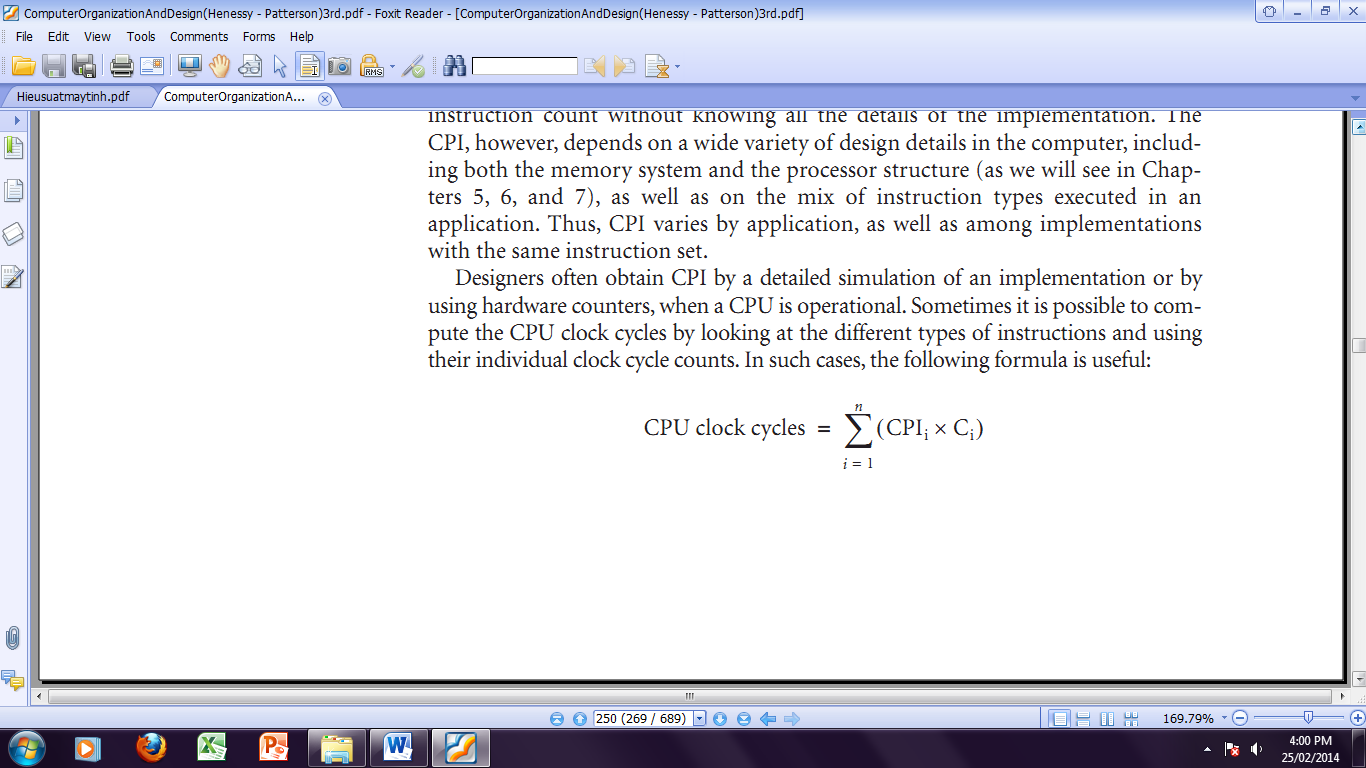 ComputerOrganizationAndDesign(Henessy - Patterson)3rd.pdf - Foxit Reader - [ComputerOrganizationAndDesign(Henessy - Patterson)3rd.pdf]
File Edit View Tools Comments Forms Help
RMS
Hieusuatmaytinh.pdf ComputerOrganizationA...
instruction count without knowing all the details of the implementation. The
CPI, however, depends on a wide variety of design details in the computer, includ-
ing both the memory system and the processor structure (as we will see in Chap-
ters 5, 6, and 7), as well as on the mix of instruction types executed in an
application. Thus, CPI varies by application, as well as among implementations
with the same instruction set.
Designers often obtain CPI by a detailed simulation of an implementation or by
using hardware counters, when a CPU is operational. Sometimes it is possible to com-
pute the CPU clock cycles by looking at the different types of instructions and using
their individual clock cycle counts. In such cases, the following formula is useful:
n
CPU clock cycles = ∑ (CPIᵢ × Cᵢ)
i = 1
250 (269 / 689) 169.79%
4:00 PM
25/02/2014